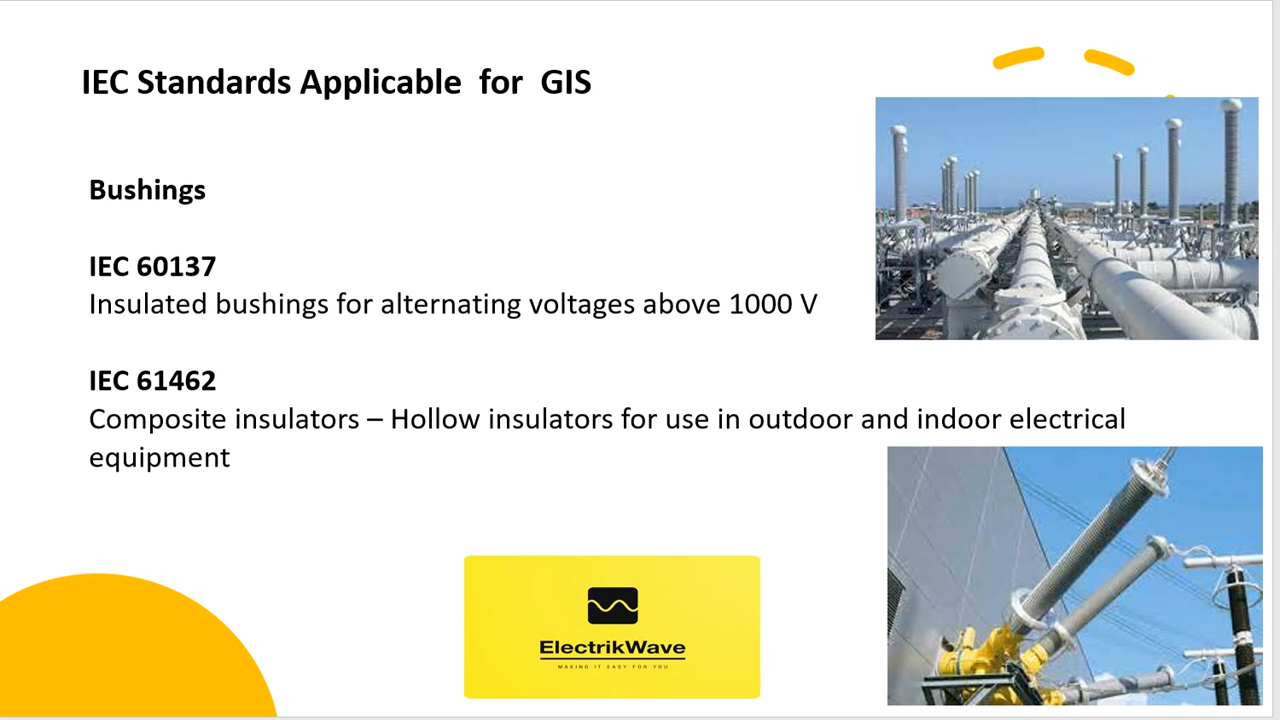 IEC Standards Applicable for GIS
Bushings
IEC 60137
Insulated bushings for alternating voltages above 1000 V
IEC 61462
Composite insulators – Hollow insulators for use in outdoor and indoor electrical
equipment
ElectrikWave
MAKING IT EASY FOR YOU